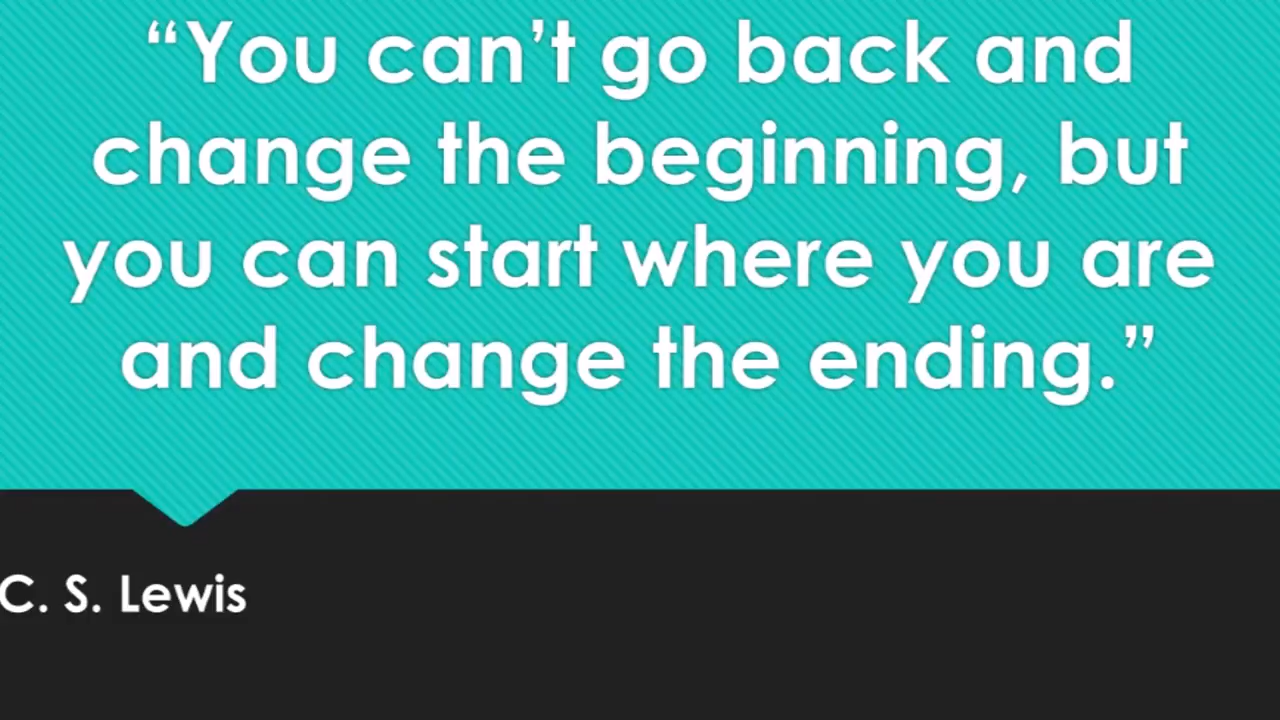 “You can’t go back and
change the beginning, but
you can start where you are
and change the ending.”
C. S. Lewis